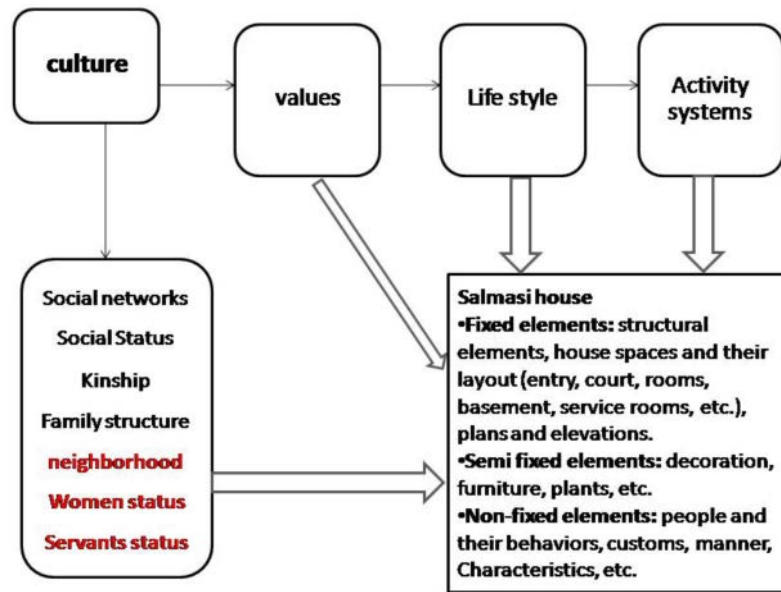 culture
values
Life style
Activity
systems
Social networks
Social Status
Kinship
Family structure
neighborhood
Women status
Servants status
Salmasi house
•Fixed elements: structural
elements, house spaces and their
layout (entry, court, rooms,
basement, service rooms, etc.),
plans and elevations.
•Semi fixed elements: decoration,
furniture, plants, etc.
•Non-fixed elements: people and
their behaviors, customs, manner,
Characteristics, etc.